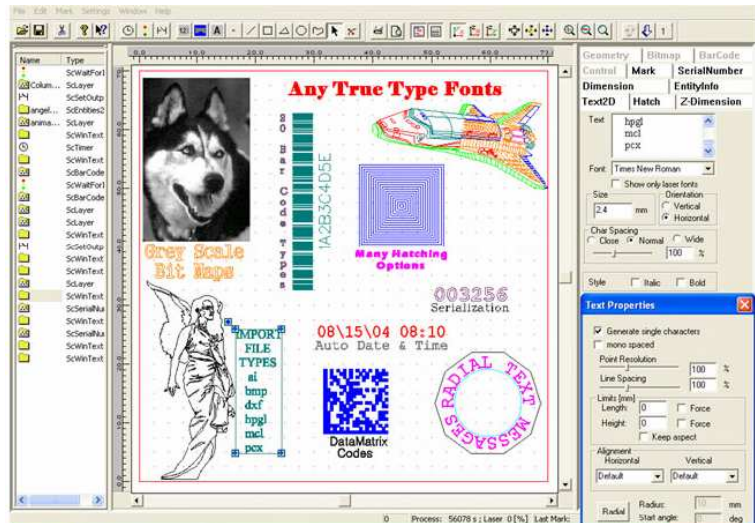 File Edit Mark Settings Window Help
Name Type
ScWaitForI
Colum... ScLayer
ScSetOutp
angel... ScEntities2
anima... ScLayer
ScWinText
ScTimer
ScWinText
ScBarCode
ScWaitForI
ScBarCode
ScLayer
ScWinText
ScWinText
ScSetOutp
ScWinText
ScLayer
ScWinText
ScSerialNu
ScWinText
ScSerialNu
ScWinText
ScWinText
Any True Type Fonts
20 Bar Code Types
1A2B3C4D5E
Grey Scale
Bit Maps
Many Hatching
Options
003256
Serialization
08\15\04 08:10
Auto Date & Time
IMPORT
FILE
TYPES
ai
bmp
dxf
hpgl
mcl
pcx
DataMatrix
Codes
RADIAL TEXT MESSAGES
Geometry Bitmap BarCode
Control Mark SerialNumber
Dimension EntityInfo
Text2D Hatch Z-Dimension
Text
hpgl
mcl
pcx
Font Times New Roman
Show only laser fonts
Size
2.4 mm
Orientation
Vertical
Horizontal
Char Spacing
Close Normal Wide
100 %
Style Italic Bold
Text Properties
Generate single characters
mono spaced
Point Resolution
100 %
Line Spacing
100 %
Limits [mm]
Length: 0 Force
Height: 0 Force
Keep aspect
Alignment
Horizontal Vertical
Default Default
Radial
Radius: 10 mm
Start angle: deg
0 Process: 56078 s ; Laser 0 [%] Last Mark: